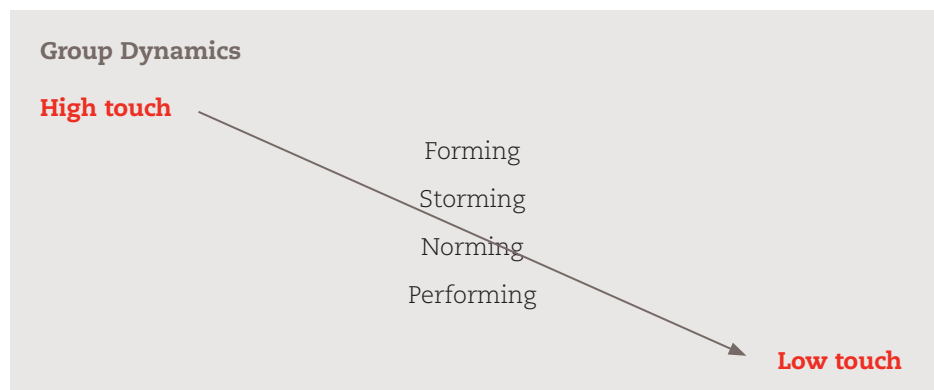 Group Dynamics
High touch
Forming
Storming
Norming
Performing
Low touch